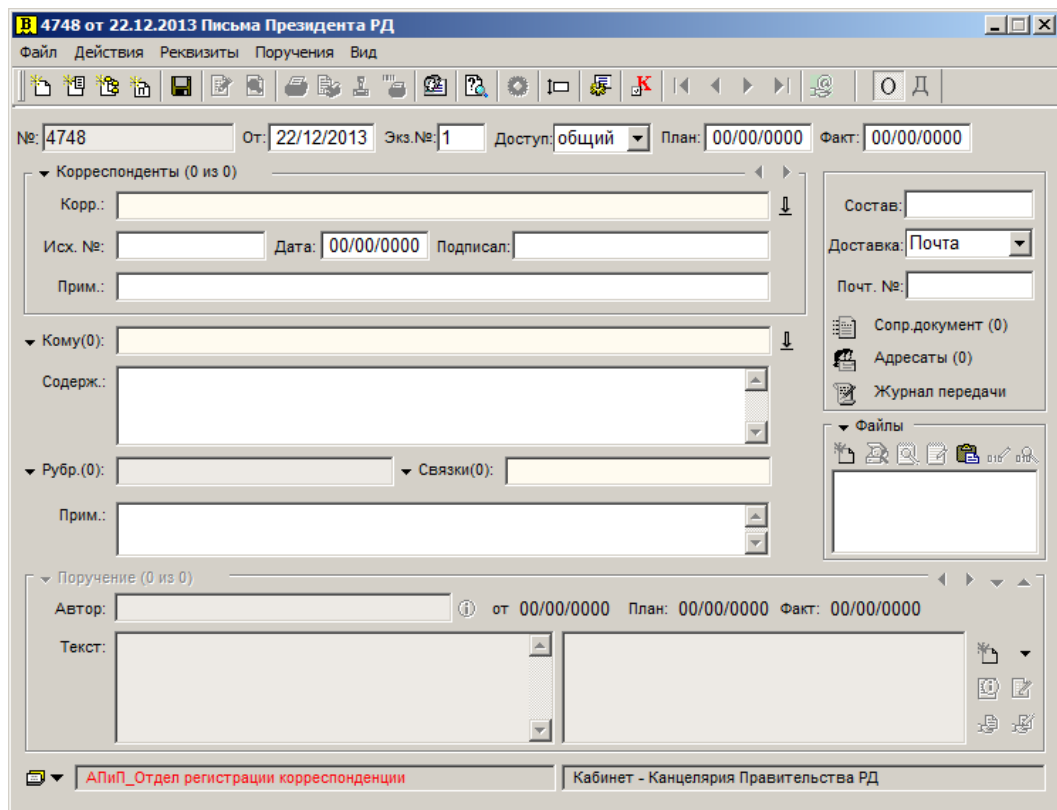 В 4748 от 22.12.2013 Письма Президента РД
Файл Действия Реквизиты Поручения Вид
К О Д
№: 4748 От: 22/12/2013 Экз.№: 1 Доступ: общий План: 00/00/0000 Факт: 00/00/0000
Корреспонденты (0 из 0)
Корр.: Состав:
Исх. №: Дата: 00/00/0000 Подписал: Доставка: Почта
Прим.: Почт. №:
Сопр.документ (0)
Кому(0):
Адресаты (0)
Содерж.:
Журнал передачи
Файлы
Рубр.(0): Связки(0):
Прим.:
Поручение (0 из 0)
Автор: от 00/00/0000 План: 00/00/0000 Факт: 00/00/0000
Текст:
АПиП_Отдел регистрации корреспонденции Кабинет - Канцелярия Правительства РД